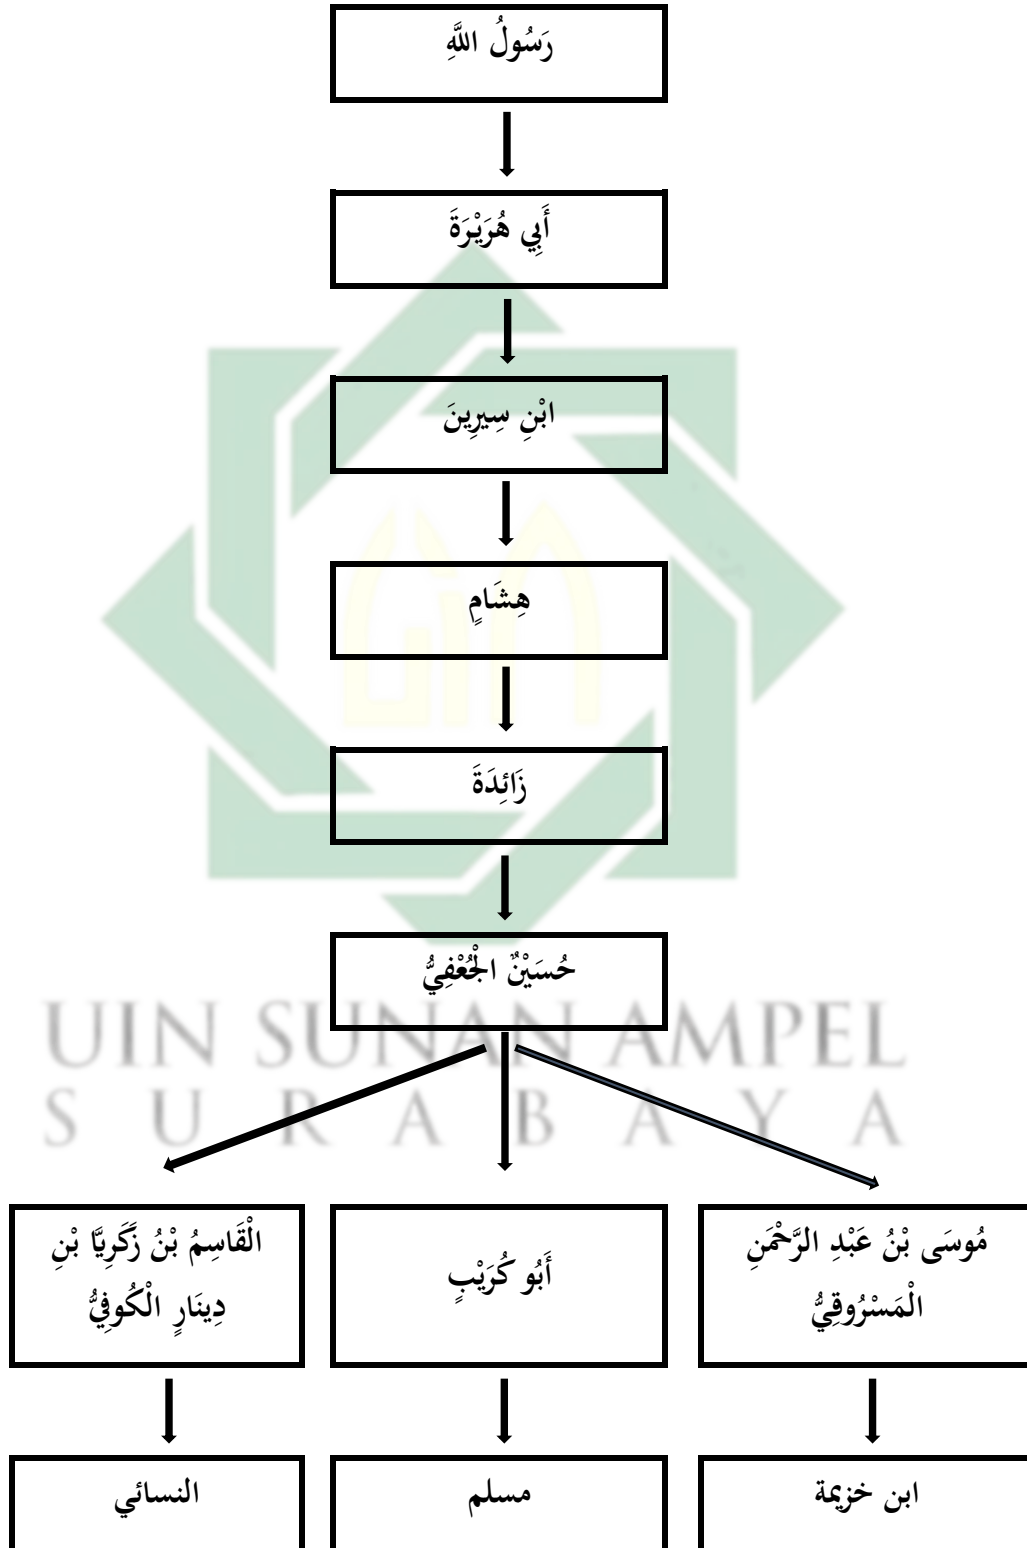 رَسُولُ اللَّهِ
أَبِي هُرَيْرَةَ
ابْنِ سِيرِينَ
هِشَامٍ
زَائِدَةَ
حُسَيْنٌ الْجُعْفِيُّ
UIN SUNAN AMPEL
SURABAYA
مُوسَى بْنُ عَبْدِ الرَّحْمَنِ
الْمَسْرُوقِيُّ
أَبُو كُرَيْبٍ
الْقَاسِمُ بْنُ زَكَرِيَّا بْنِ
دِينَارٍ الْكُوفِيُّ
ابن خزيمة
مسلم
النسائي